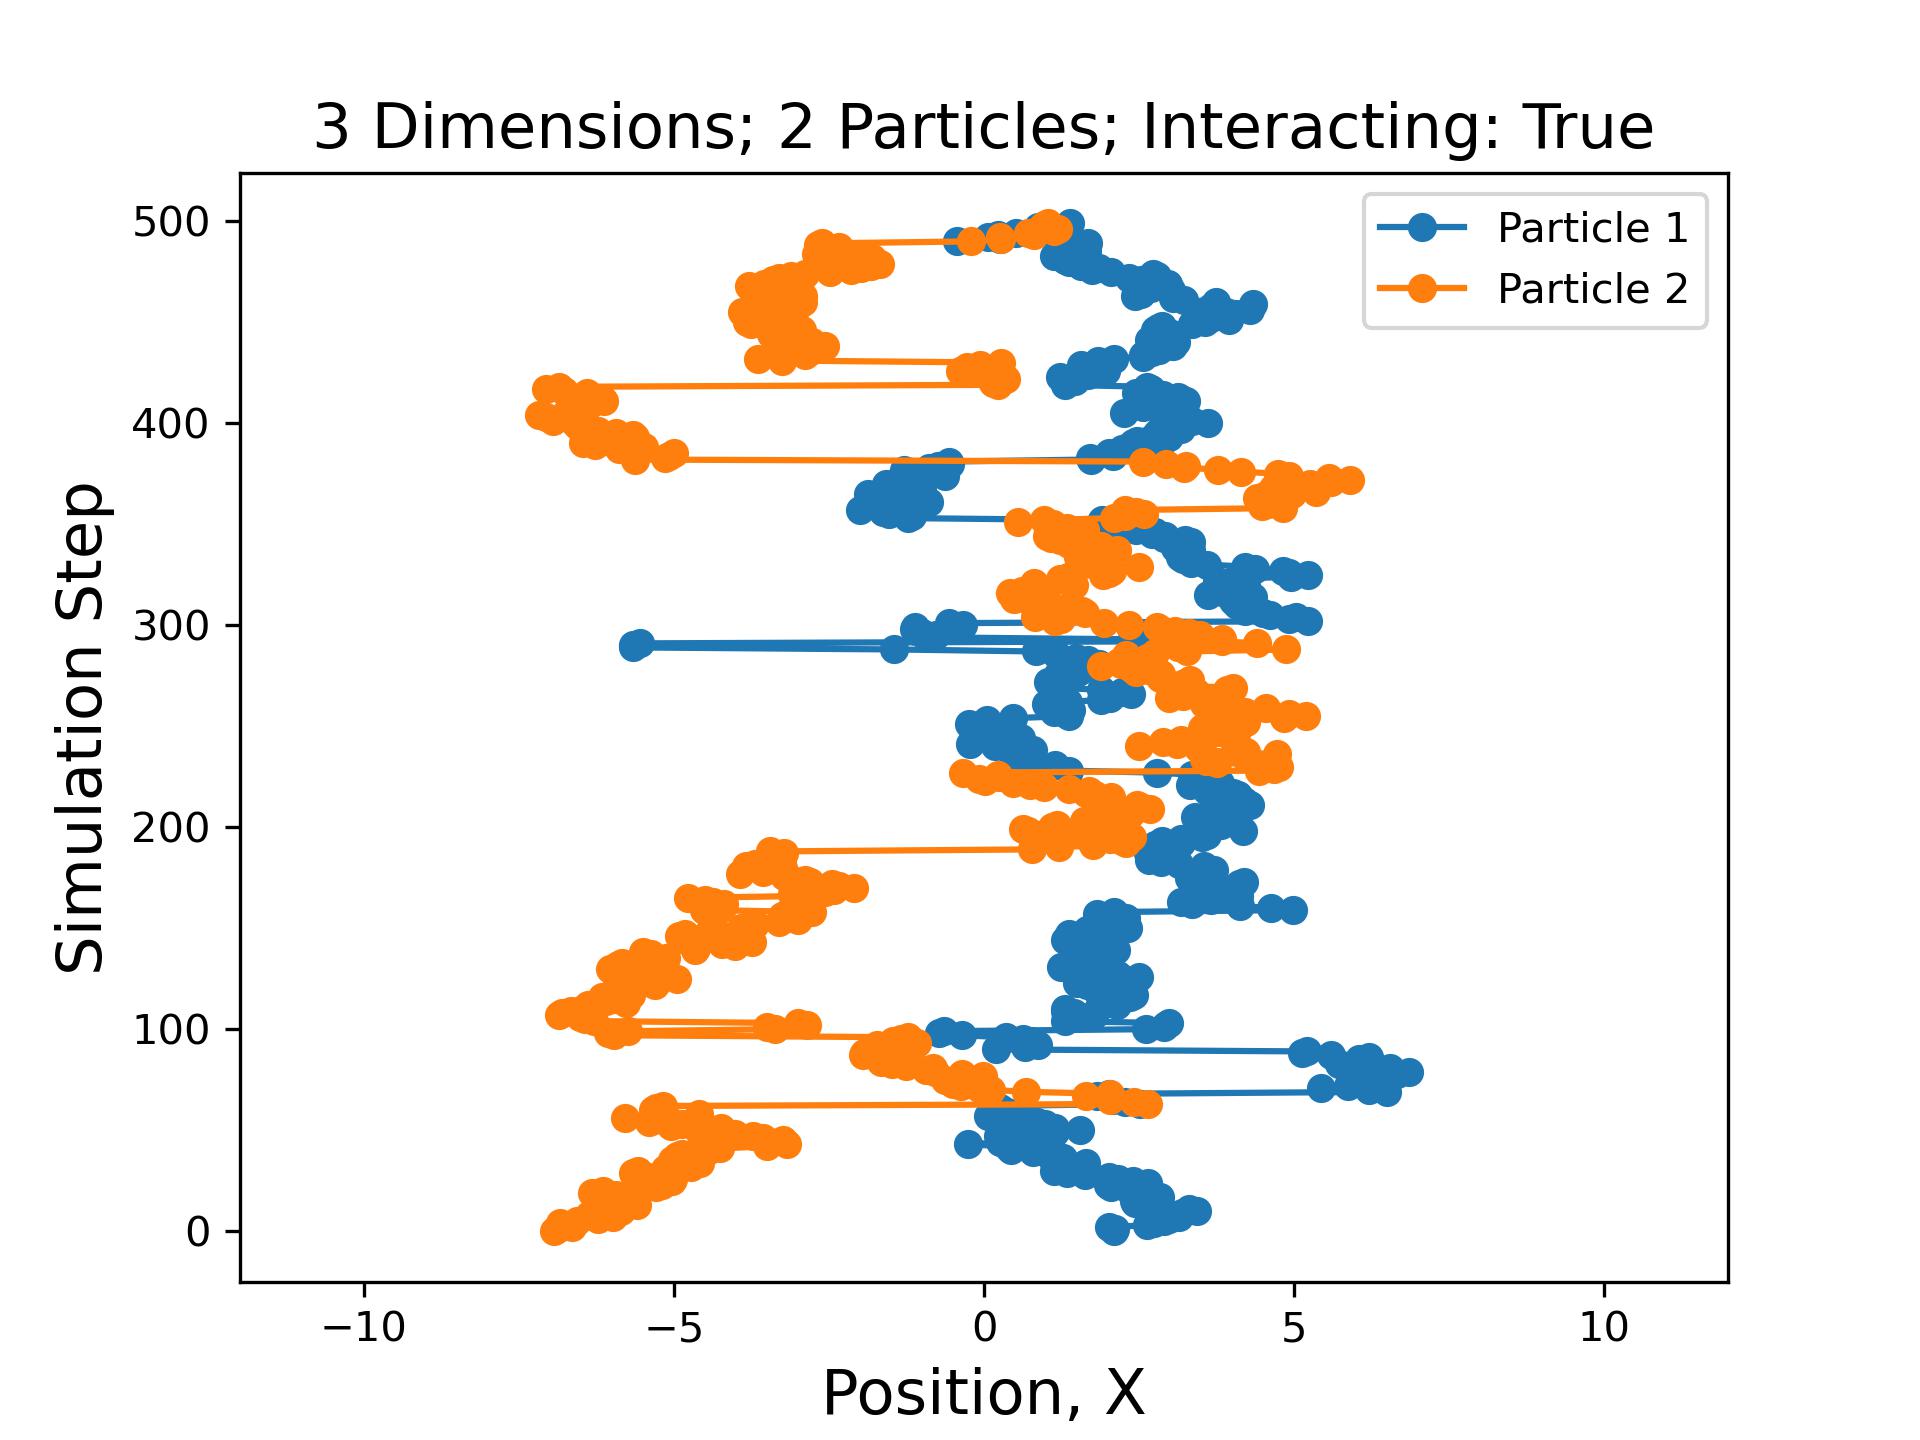 3 Dimensions; 2 Particles; Interacting: True
Particle 1
Particle 2
500
400
300
200
100
0
Simulation Step
−10
−5
0
5
10
Position, X